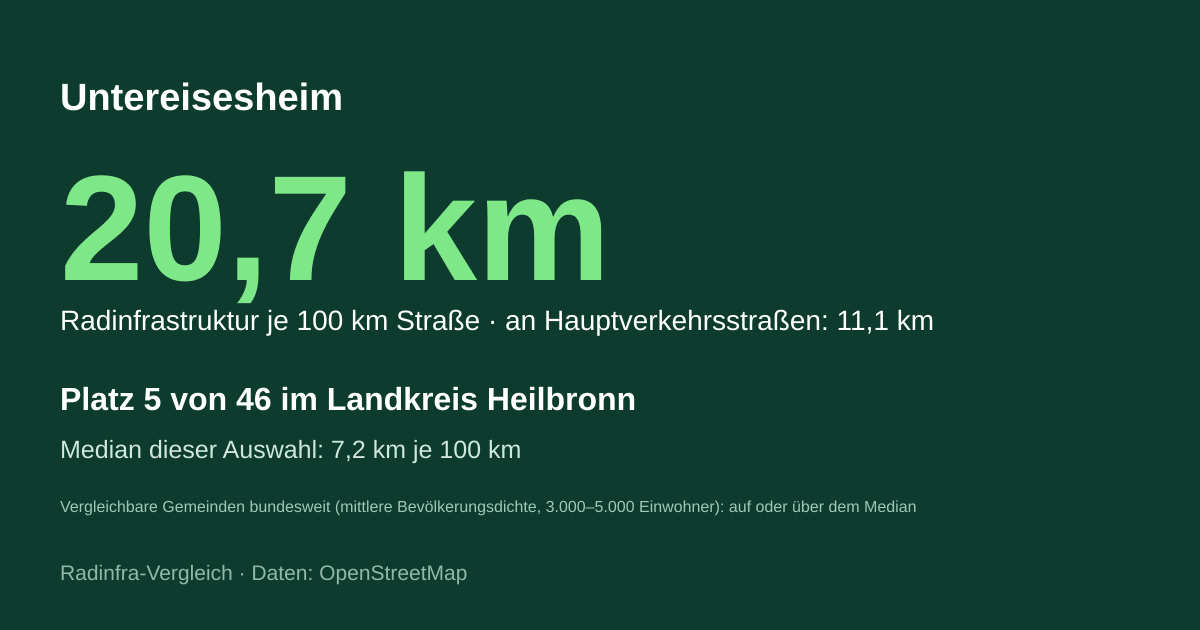 Untereisesheim
20,7 km
Radinfrastruktur je 100 km Straße · an Hauptverkehrsstraßen: 11,1 km
Platz 5 von 46 im Landkreis Heilbronn
Median dieser Auswahl: 7,2 km je 100 km
Vergleichbare Gemeinden bundesweit (mittlere Bevölkerungsdichte, 3.000–5.000 Einwohner): auf oder über dem Median
Radinfra-Vergleich · Daten: OpenStreetMap